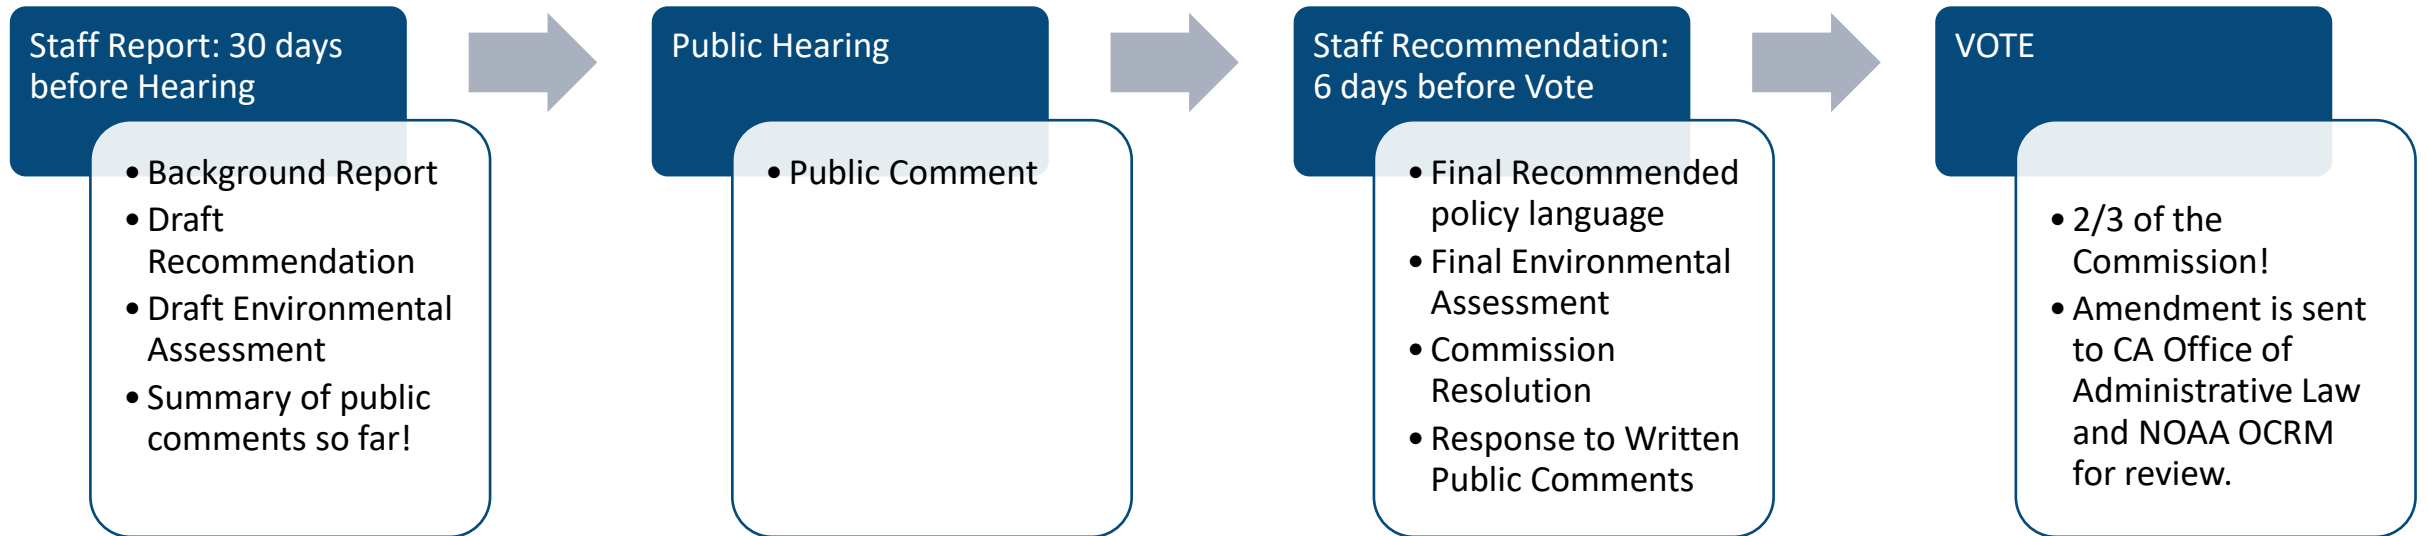 Staff Report: 30 days
before Hearing
• Background Report
• Draft
Recommendation
• Draft Environmental
Assessment
• Summary of public
comments so far!
Public Hearing
• Public Comment
Staff Recommendation:
6 days before Vote
• Final Recommended
policy language
• Final Environmental
Assessment
• Commission
Resolution
• Response to Written
Public Comments
VOTE
• 2/3 of the
Commission!
• Amendment is sent
to CA Office of
Administrative Law
and NOAA OCRM
for review.